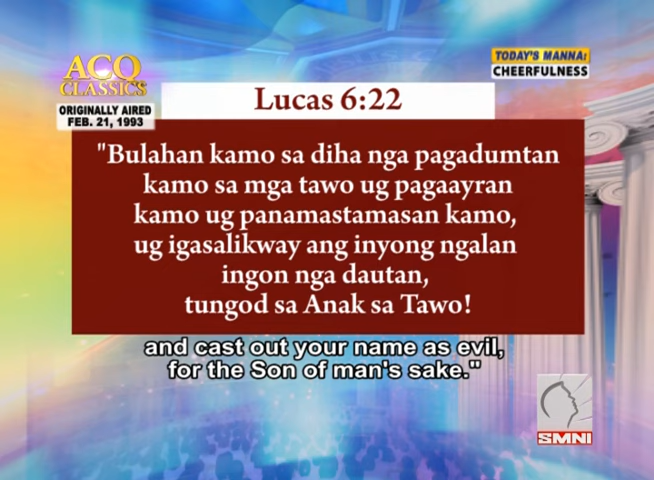 ACQ
CLASSICS
ORIGINALLY AIRED
FEB. 21, 1993
TODAY'S MANNA:
CHEERFULNESS
Lucas 6:22
"Bulahan kamo sa diha nga pagadumtan
kamo sa mga tawo ug pagaayran
kamo ug panamastamasan kamo,
ug igasalikway ang inyong ngalan
ingon nga dautan,
tungod sa Anak sa Tawo!
and cast out your name as evil,
for the Son of man's sake."
SMNI